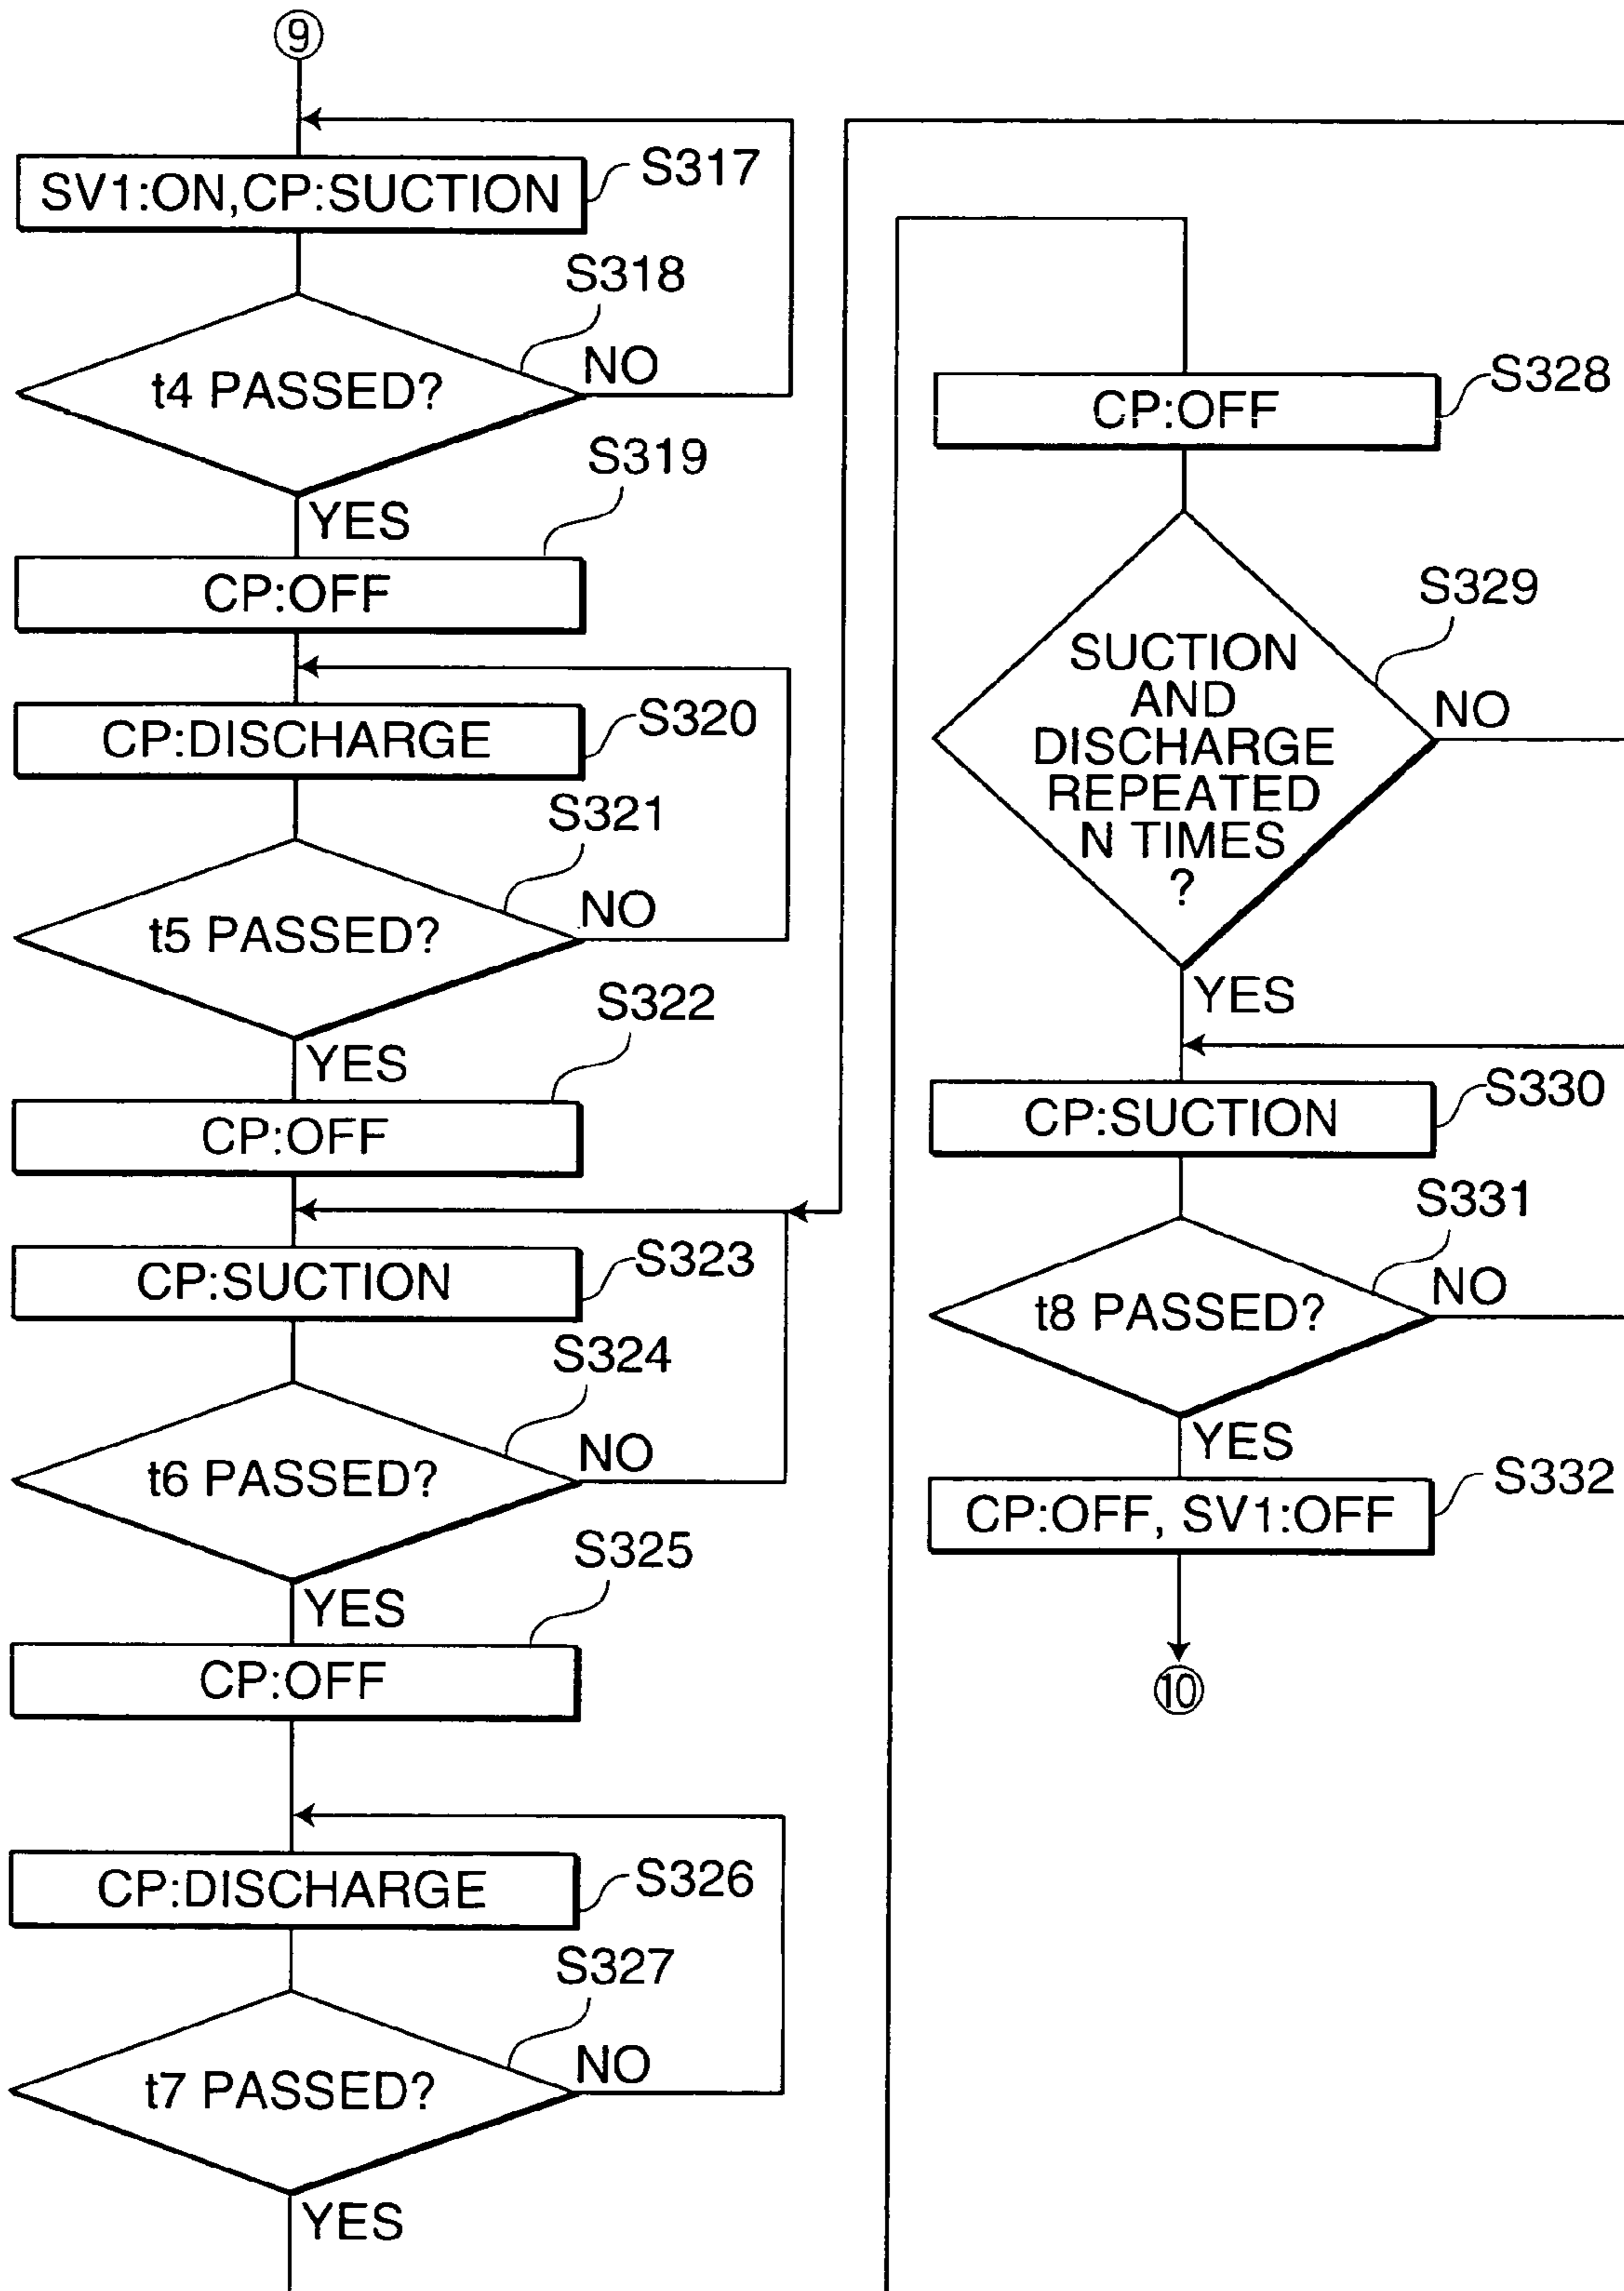 ⑨
SV1:ON,CP:SUCTION
S317
S318
t4 PASSED?
NO
YES
S319
CP:OFF
CP:DISCHARGE
S320
S321
t5 PASSED?
NO
YES
S322
CP:OFF
CP:SUCTION
S323
S324
t6 PASSED?
NO
YES
S325
CP:OFF
CP:DISCHARGE
S326
S327
t7 PASSED?
NO
YES
CP:OFF
S328
S329
SUCTION
AND
DISCHARGE
REPEATED
N TIMES
?
NO
YES
CP:SUCTION
S330
S331
t8 PASSED?
NO
YES
CP:OFF, SV1:OFF
S332
⑩